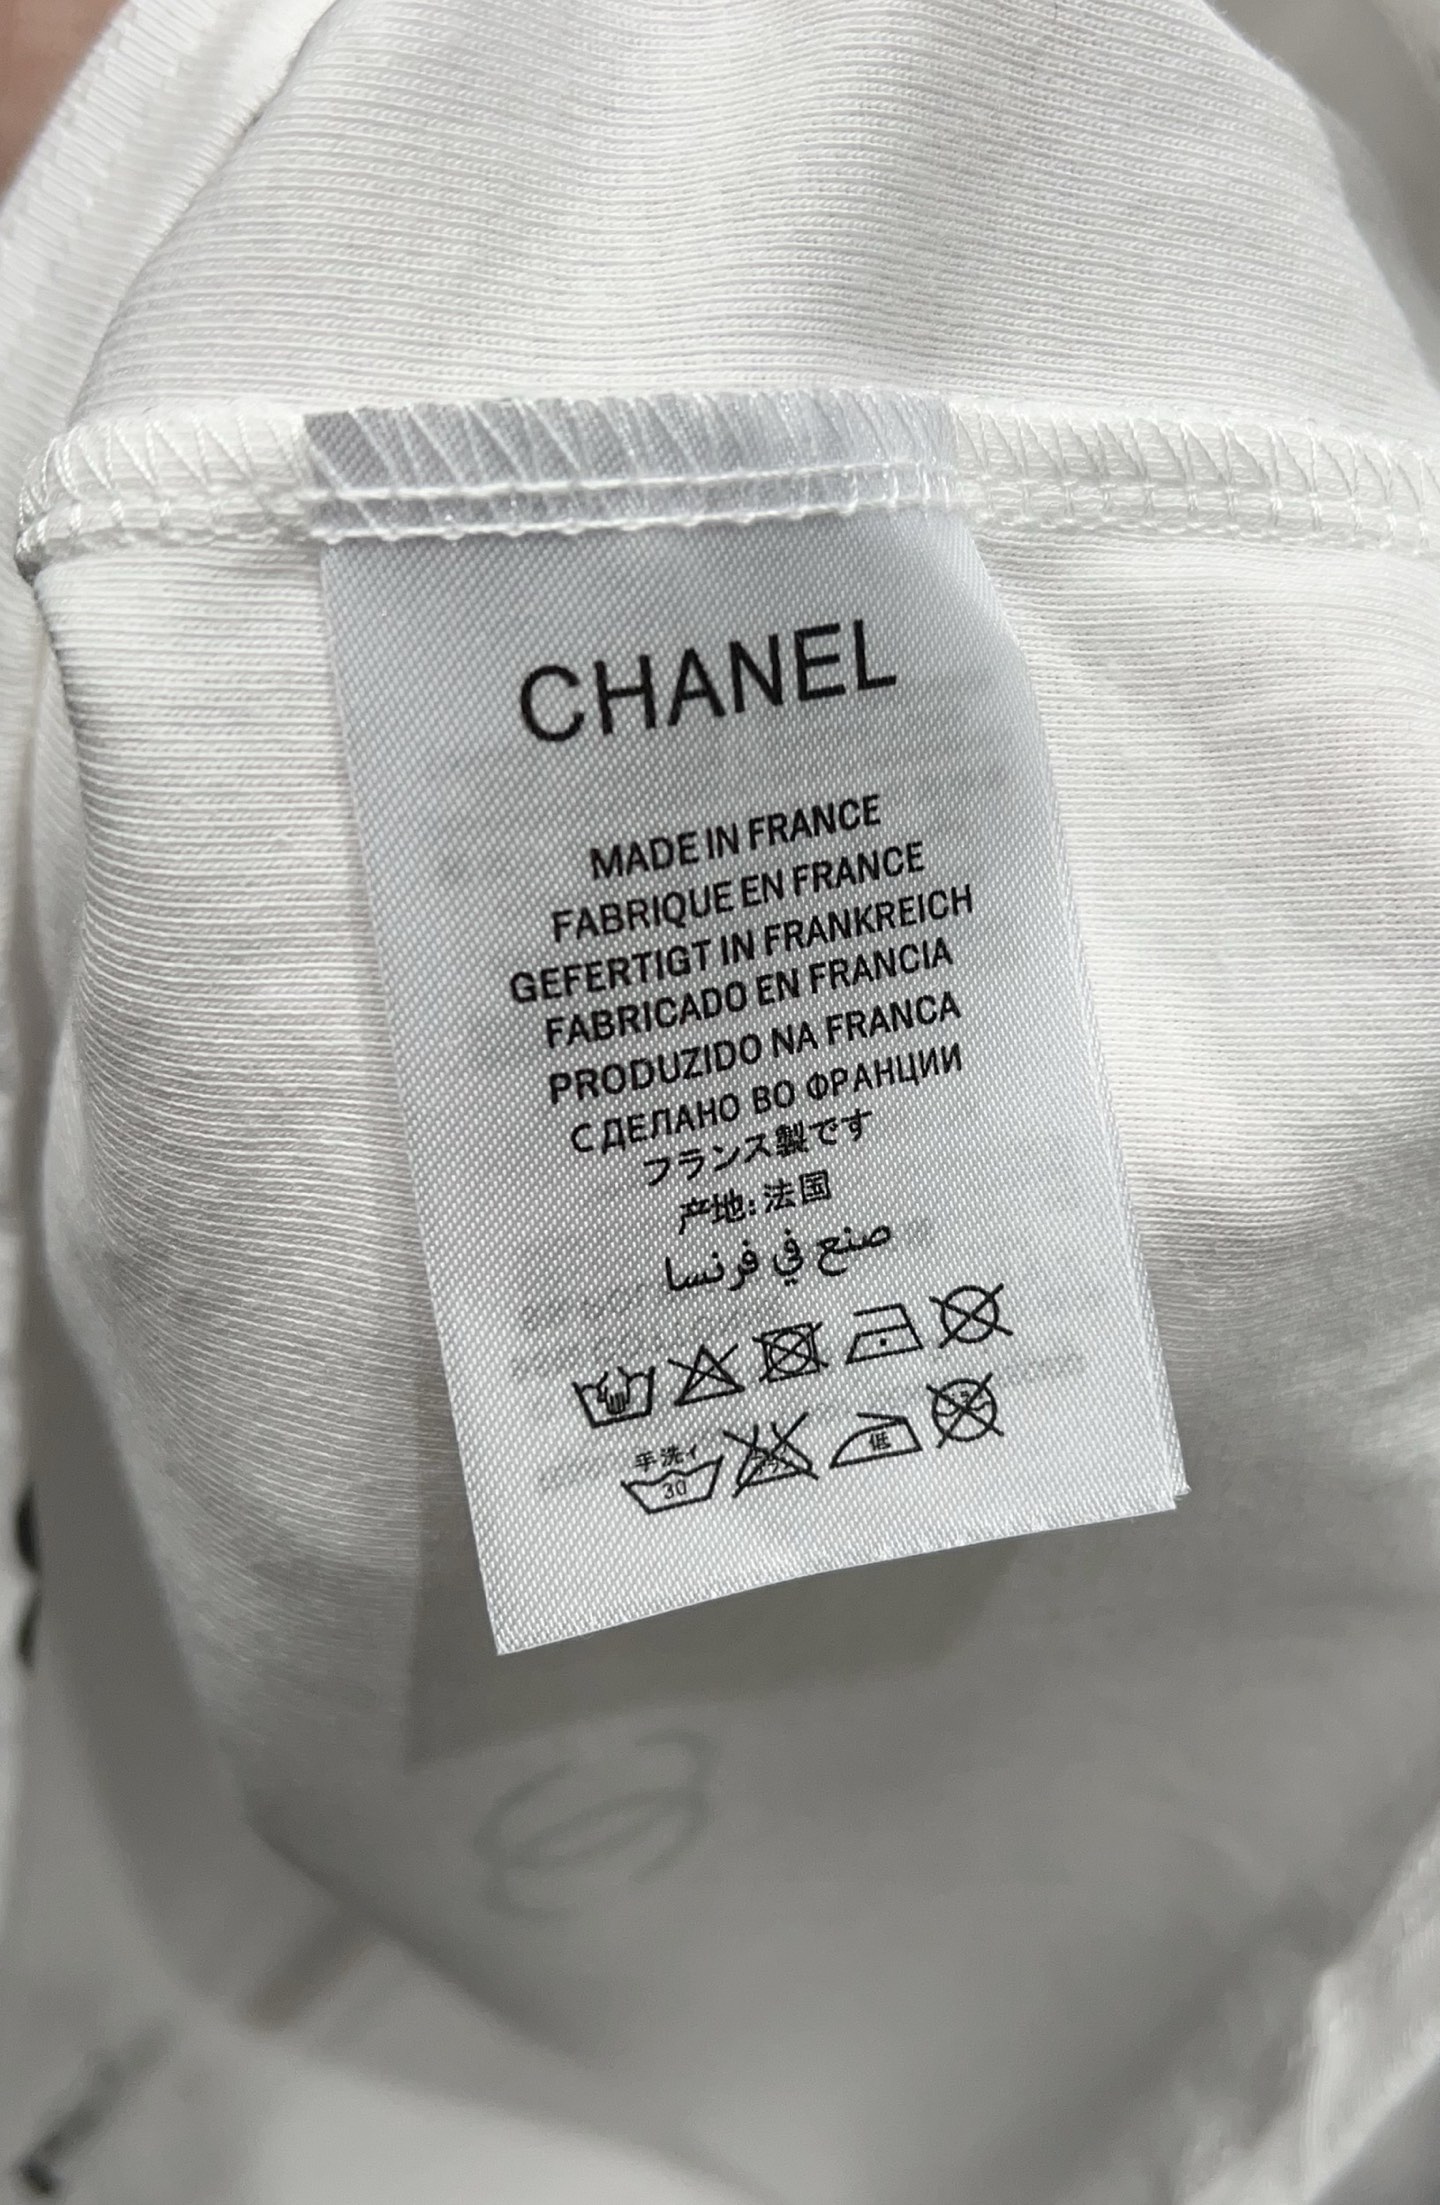 CHANEL
MADE IN FRANCE
FABRIQUE EN FRANCE
GEFERTIGT IN FRANKREICH
FABRICADO EN FRANCIA
PRODUZIDO NA FRANCA
СДЕЛАНО ВО ФРАНЦИИ
フランス製です
产地:法国
صنع في فرنسا
手洗イ
30
低